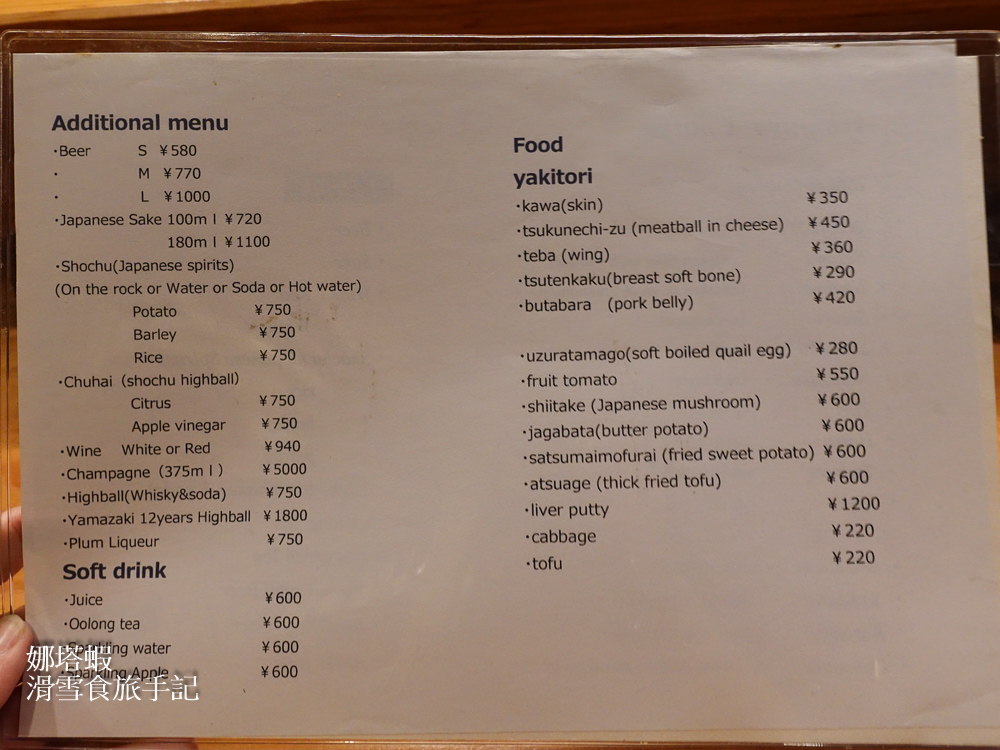 Additional menu
・Beer S ¥580
・ M ¥770
・ L ¥1000
・Japanese Sake 100ml ¥720
180ml ¥1100
・Shochu(Japanese spirits)
(On the rock or Water or Soda or Hot water)
Potato ¥750
Barley ¥750
Rice ¥750
・Chuhai (shochu highball)
Citrus ¥750
Apple vinegar ¥750
・Wine White or Red ¥940
・Champagne (375ml) ¥5000
・Highball(Whisky&soda) ¥750
・Yamazaki 12years Highball ¥1800
・Plum Liqueur ¥750
Soft drink
・Juice ¥600
・Oolong tea ¥600
・Sparkling water ¥600
・Sparkling Apple ¥600
Food
yakitori
・kawa(skin) ¥350
・tsukunechi-zu (meatball in cheese) ¥450
・teba (wing) ¥360
・tsutenkaku(breast soft bone) ¥290
・butabara (pork belly) ¥420
・uzuratamago(soft boiled quail egg) ¥280
・fruit tomato ¥550
・shiitake (Japanese mushroom) ¥600
・jagabata(butter potato) ¥600
・satsumaimofurai (fried sweet potato) ¥600
・atsuage (thick fried tofu) ¥600
・liver putty ¥1200
・cabbage ¥220
・tofu ¥220
娜塔蝦
滑雪食旅手記